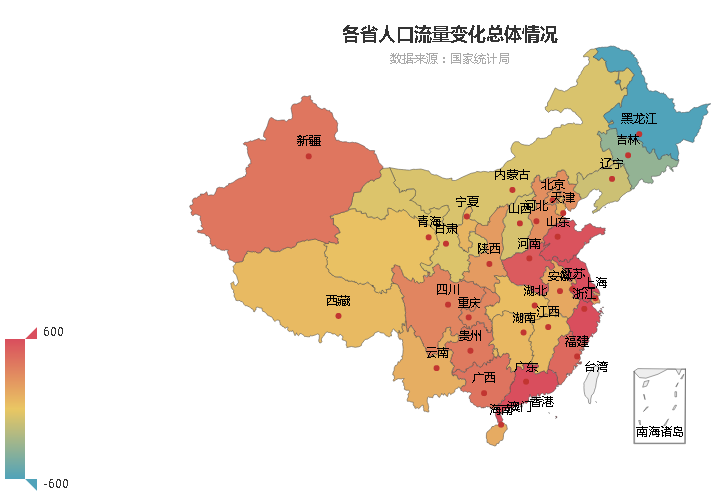 各省人口流量变化总体情况
数据来源：国家统计局
黑龙江
吉林
新疆
辽宁
内蒙古
北京
天津
宁夏
山西
河北
青海
山东
甘肃
河南
陕西
安徽
江苏
上海
四川
湖北
浙江
西藏
重庆
江西
湖南
贵州
福建
云南
台湾
广东
广西
香港
海南
澳门
南海诸岛
600
-600